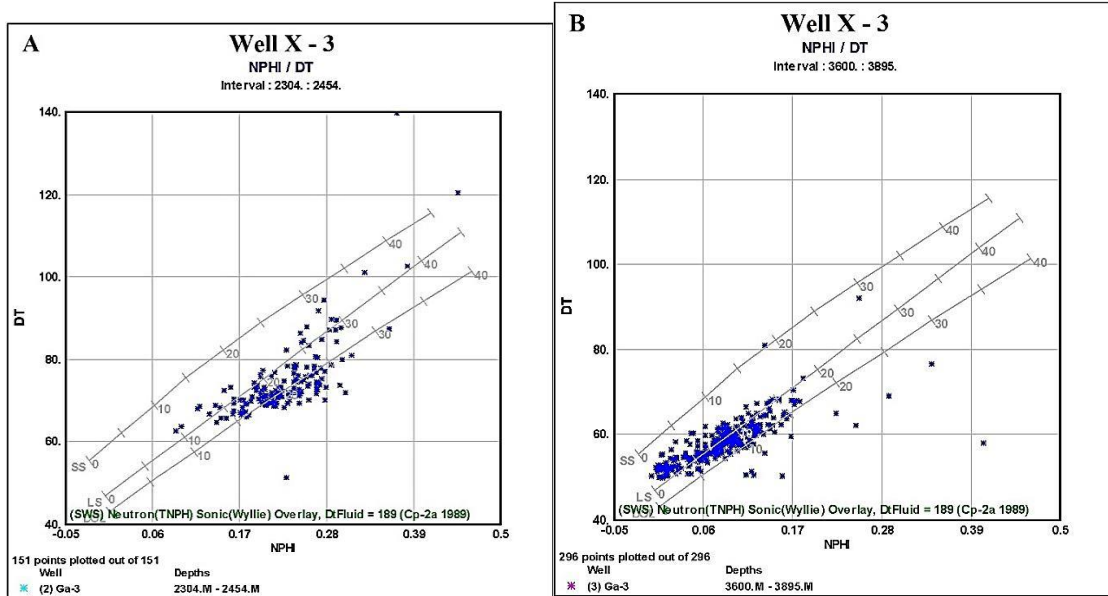 A
Well X - 3
NPHI / DT
Interval : 2304. : 2454.
140.
120.
100.
80.
60.
40.
DT
40
40
40
30
30
30
20
20
10
10
10
SS 0
LS 0
(SWS) Neutron(TNPH) Sonic(Wyllie) Overlay, DtFluid = 189 (Cp-2a 1989)
-0.05
0.06
0.17
0.28
0.39
0.5
NPHI
151 points plotted out of 151
Well
Depths
(2) Ga-3
2304.M - 2454.M
B
Well X - 3
NPHI / DT
Interval : 3600. : 3895.
140.
120.
100.
80.
60.
40.
DT
40
40
40
30
30
30
20
20
20
10
10
SS 0
LS 0
(SWS) Neutron(TNPH) Sonic(Wyllie) Overlay, DtFluid = 189 (Cp-2a 1989)
-0.05
0.06
0.17
0.28
0.39
0.5
NPHI
296 points plotted out of 296
Well
Depths
(3) Ga-3
3600.M - 3895.M